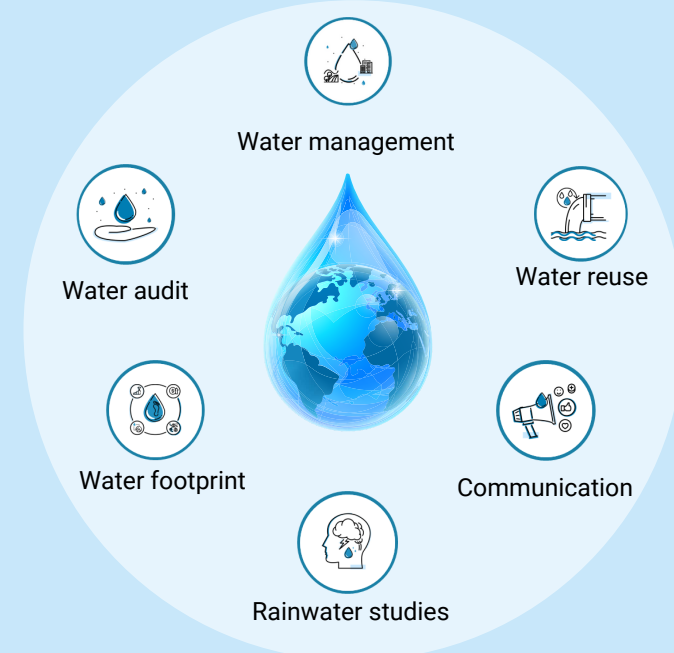 Water management
Water reuse
Water audit
Water footprint
Communication
Rainwater studies